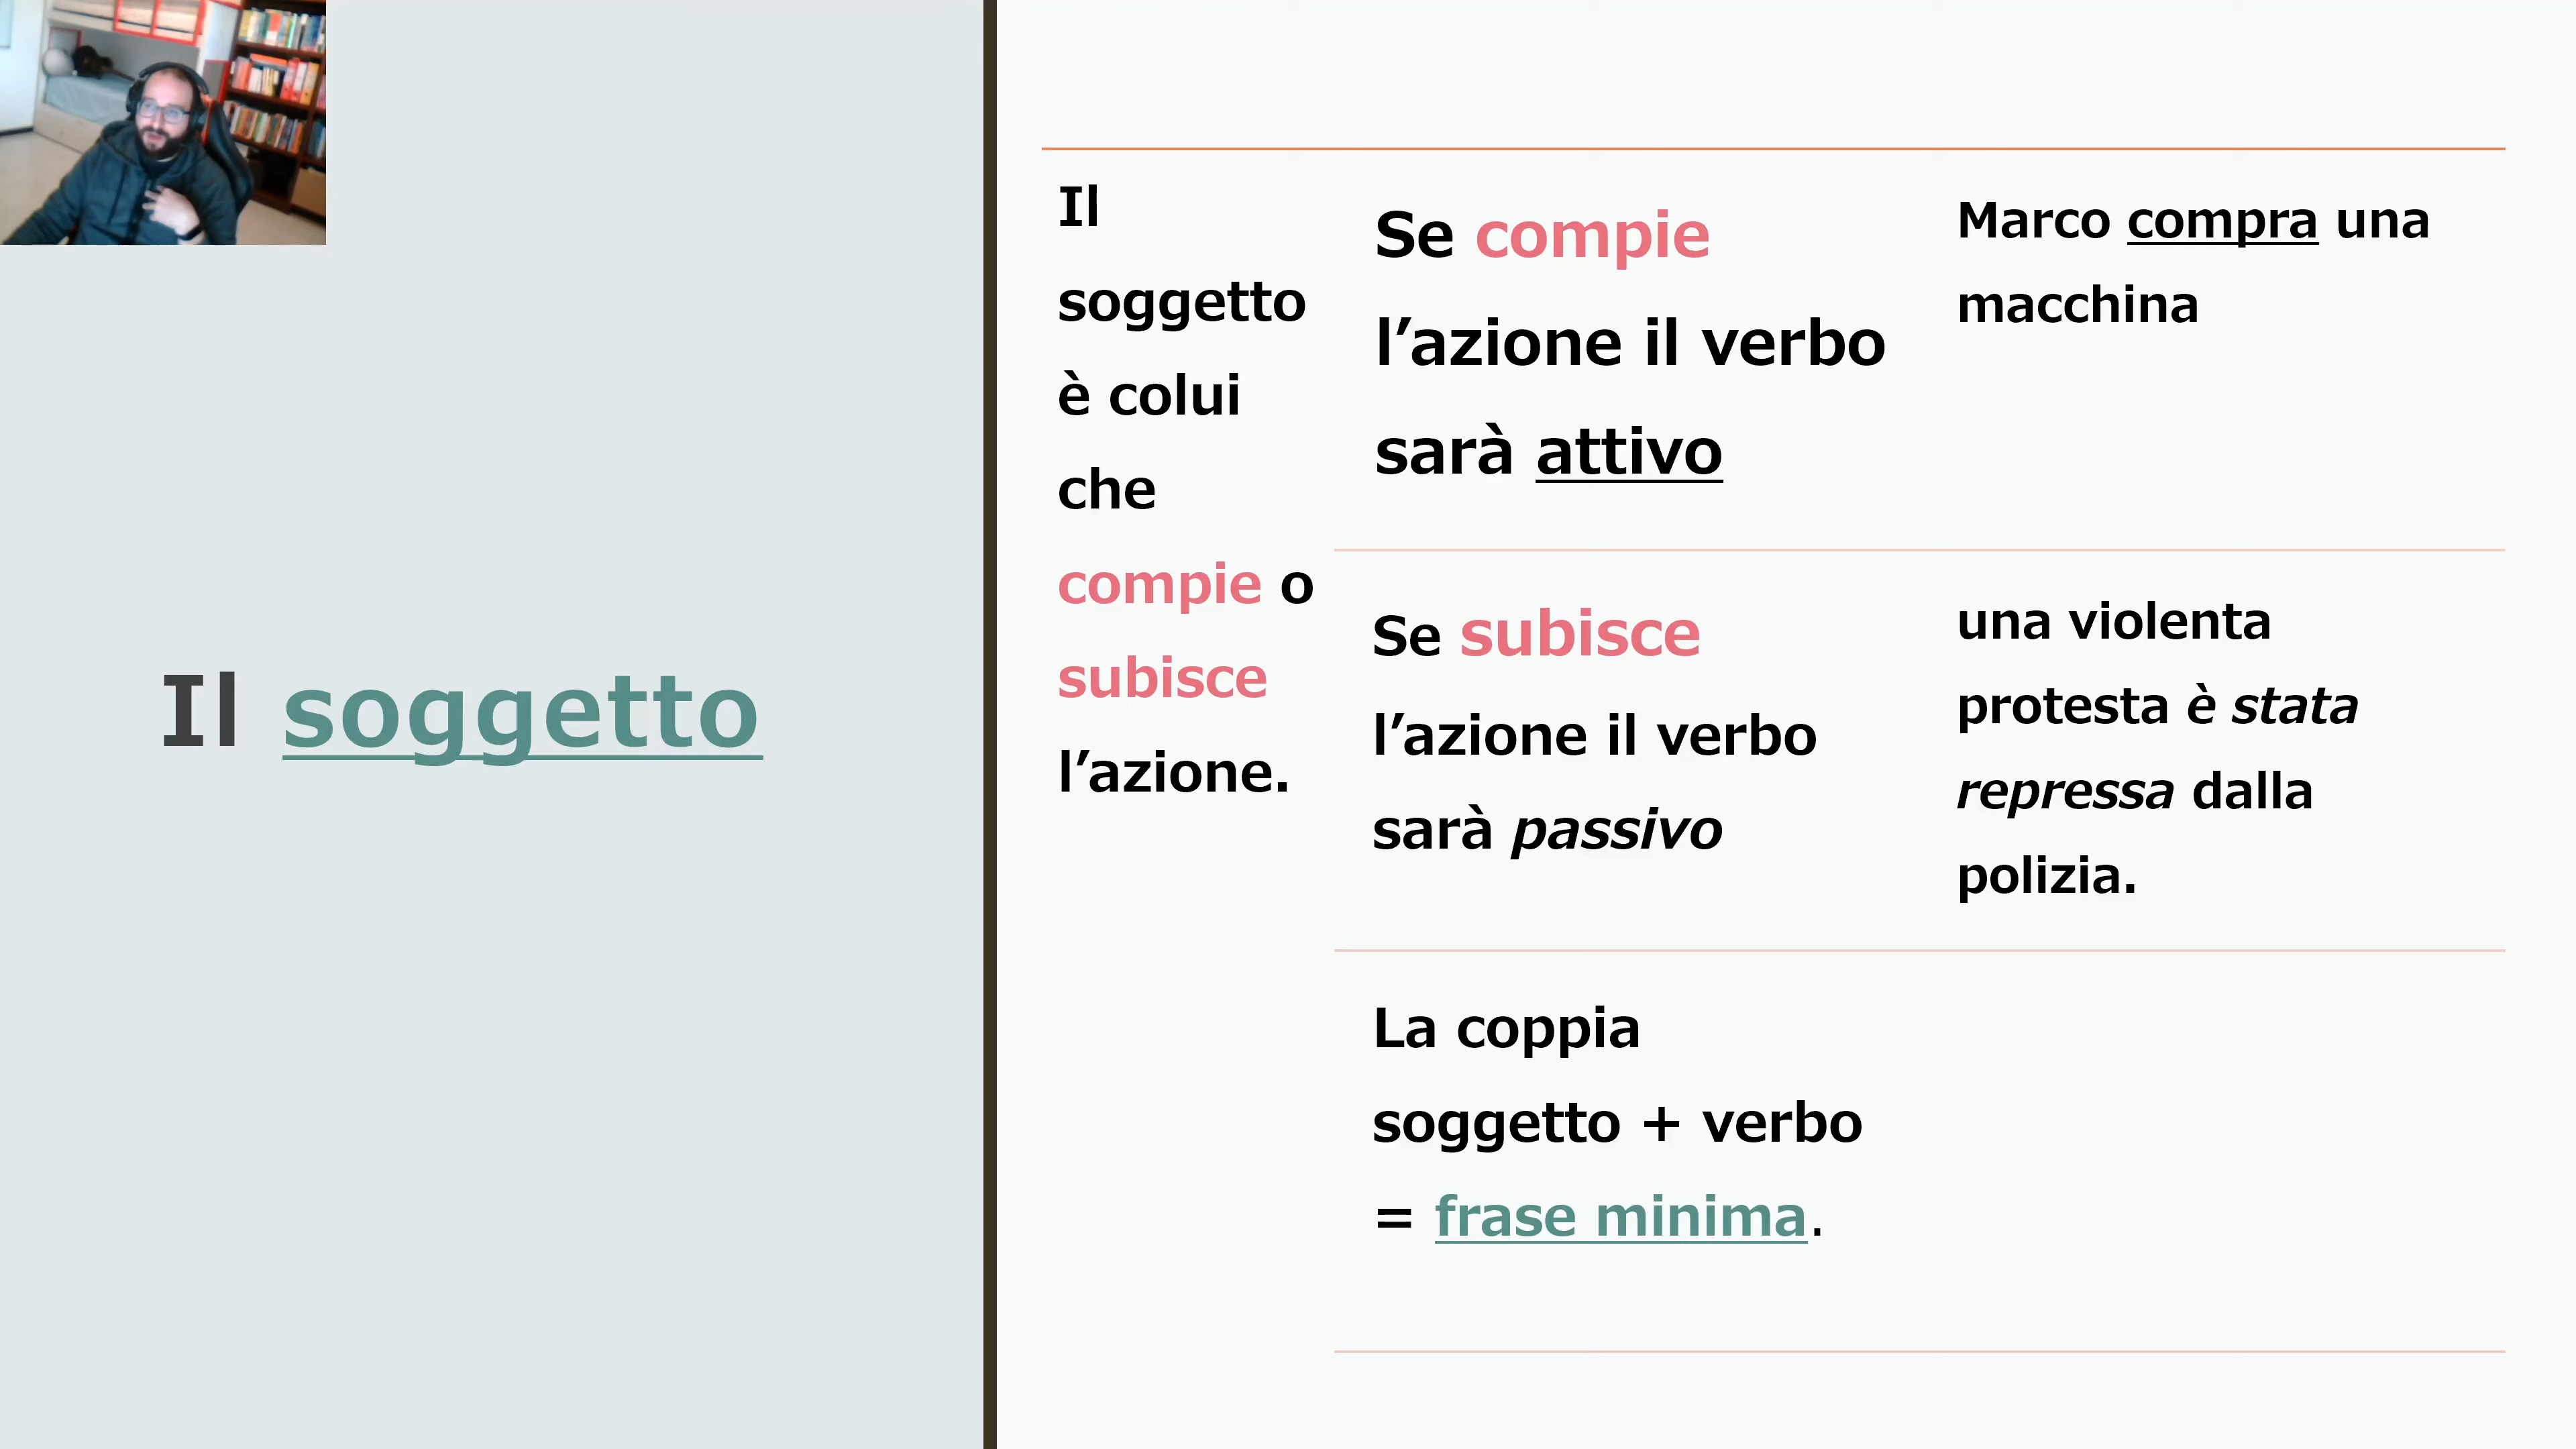 Il soggetto
Il
soggetto
è colui
che
compie o
subisce
l’azione.
Se compie
l’azione il verbo
sarà attivo
Marco compra una
macchina
Se subisce
l’azione il verbo
sarà passivo
una violenta
protesta è stata
repressa dalla
polizia.
La coppia
soggetto + verbo
= frase minima.